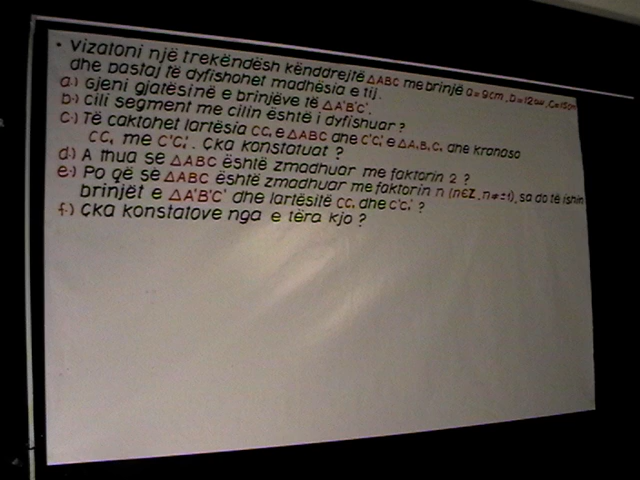 • Vizatoni një trekëndësh kënddrejtë △ABC me brinjë a=9cm, b=12cm, c=15cm
dhe pastaj të dyfishohet madhësia e tij.
a.) Gjeni gjatësinë e brinjëve të △A'B'C'.
b.) Cili segment me cilin është i dyfishuar?
c.) Të caktohet lartësia CC₁ e △ABC dhe C'C₁' e △A₁B₁C₁ dhe krahaso
CC₁ me C'C₁'. Çka konstatuat?
d.) A thua se △ABC është zmadhuar me faktorin 2?
e.) Po që se △ABC është zmadhuar me faktorin n (n∈Z, n≠±1), sa do të ishin
brinjët e △A'B'C' dhe lartësitë CC₁ dhe C'C₁'?
f.) Çka konstatove nga e tëra kjo?